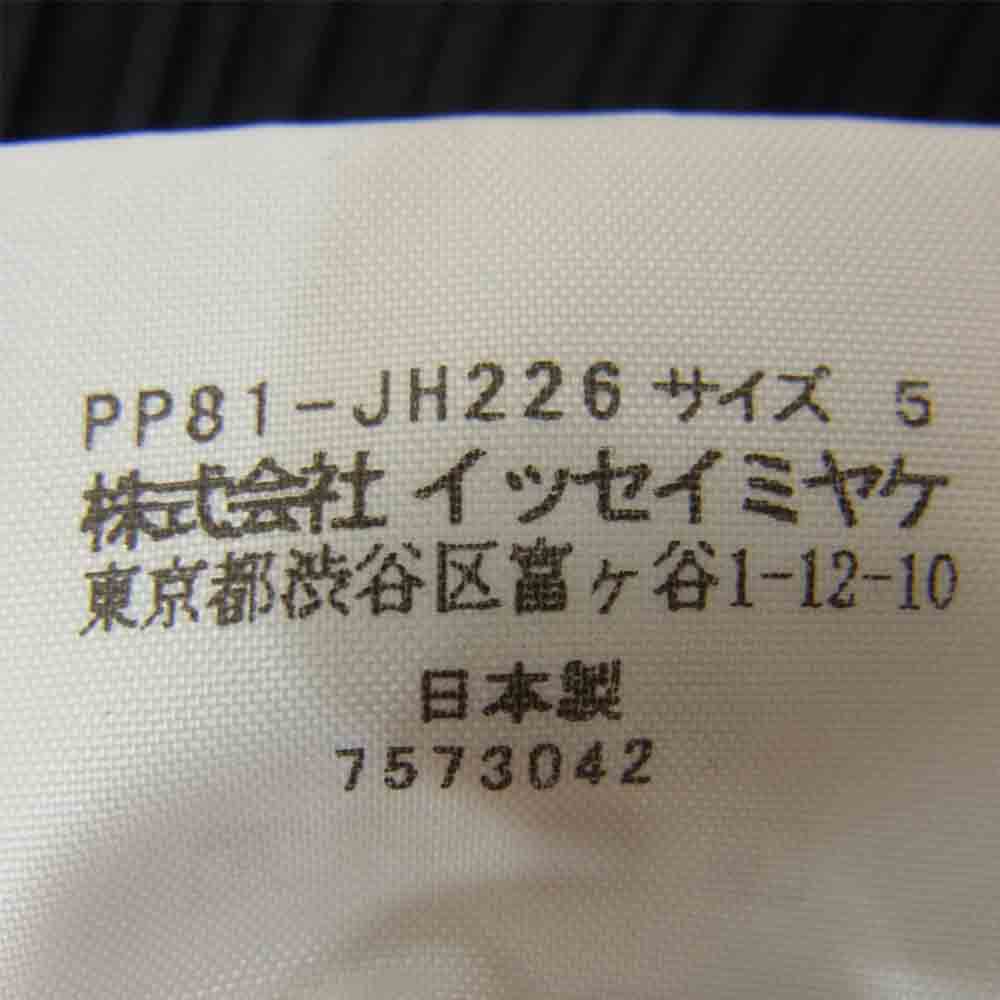 PP81-JH226 サイズ 5
株式会社 イッセイミヤケ
東京都渋谷区富ヶ谷1-12-10
日本製
7573042